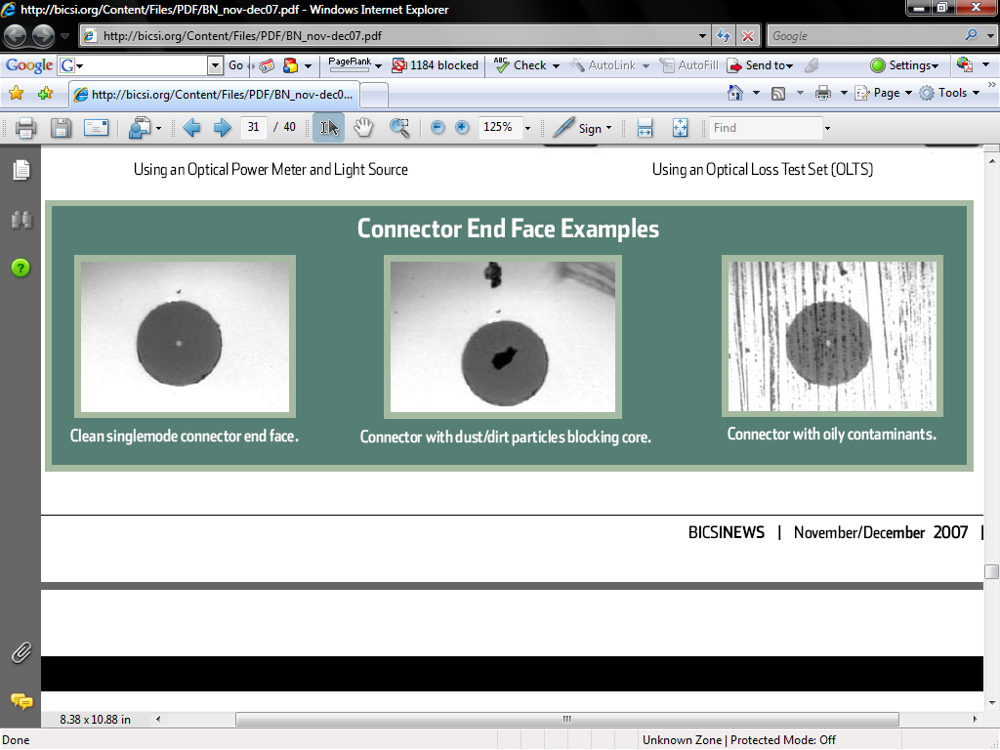 http://bicsi.org/Content/Files/PDF/BN_nov-dec07.pdf - Windows Internet Explorer
http://bicsi.org/Content/Files/PDF/BN_nov-dec07.pdf
Google
Google G Go PageRank 1184 blocked ABC Check AutoLink AutoFill Send to Settings
http://bicsi.org/Content/Files/PDF/BN_nov-dec0... Page Tools
31 / 40 125% Sign Find
Using an Optical Power Meter and Light Source
Using an Optical Loss Test Set (OLTS)
Connector End Face Examples
Clean singlemode connector end face.
Connector with dust/dirt particles blocking core.
Connector with oily contaminants.
BICSINEWS | November/December 2007 |
8.38 x 10.88 in
Done
Unknown Zone | Protected Mode: Off